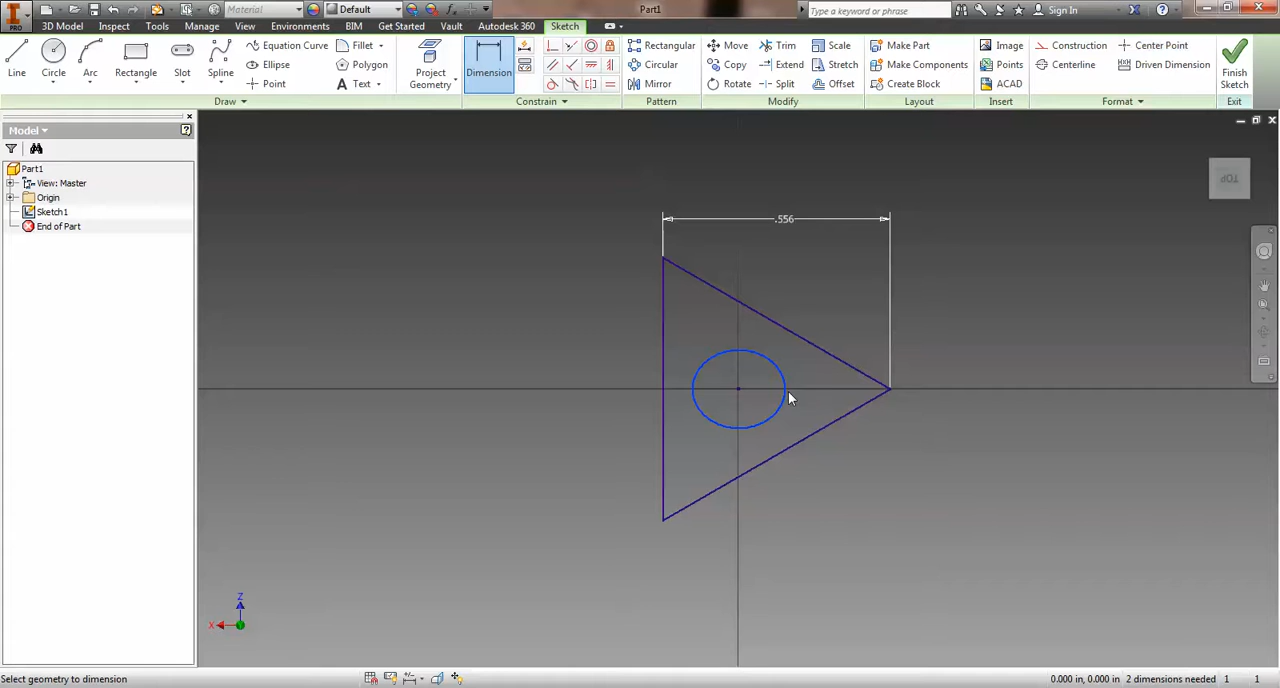 Material Default Part1 Type a keyword or phrase Sign In
PRO 3D Model Inspect Tools Manage View Environments BIM Get Started Vault Autodesk 360 Sketch
Line Circle Arc Rectangle Slot Spline Equation Curve Fillet Project Geometry Dimension Rectangular Move Trim Scale Make Part Image Construction Center Point Finish Sketch
Ellipse Polygon Circular Copy Extend Stretch Make Components Points Centerline Driven Dimension
Point Text Mirror Rotate Split Offset Create Block ACAD
Draw Constrain Pattern Modify Layout Insert Format Exit
Model
Part1
View: Master
Origin
Sketch1
End of Part
TOP
.556
Z
X
Select geometry to dimension 0.000 in, 0.000 in 2 dimensions needed 1 1